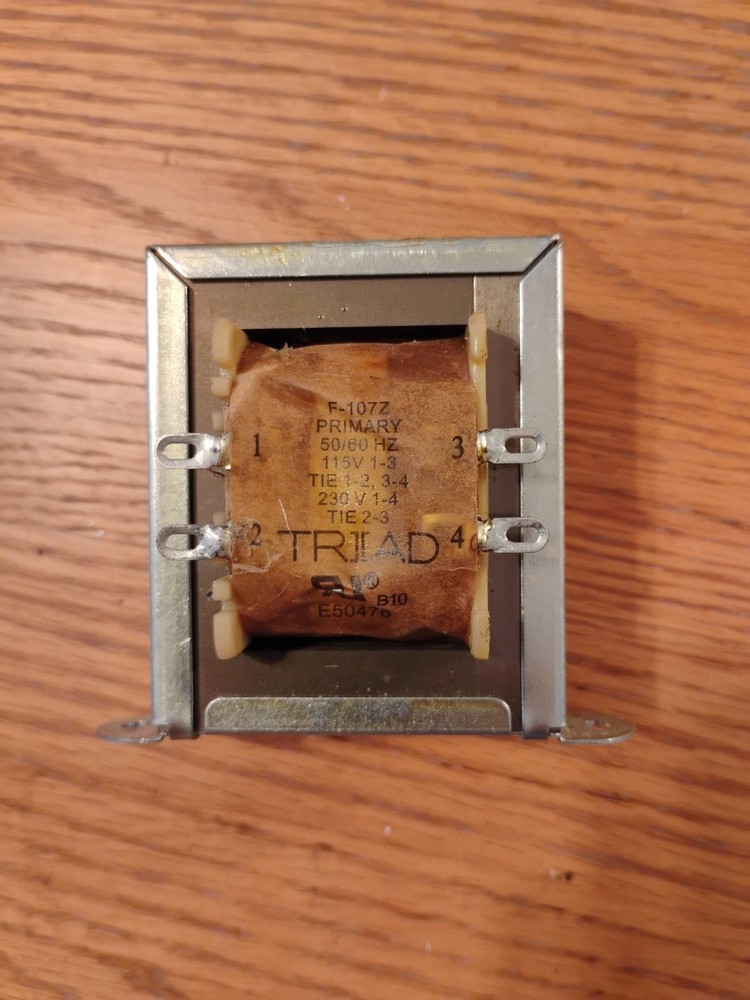 F-107Z
PRIMARY
50/60 HZ
1 115V 1-3 3
TIE 1-2, 3-4
230 V 1-4
TIE 2-3
2 TRIAD 4
RU®
B10
E50476